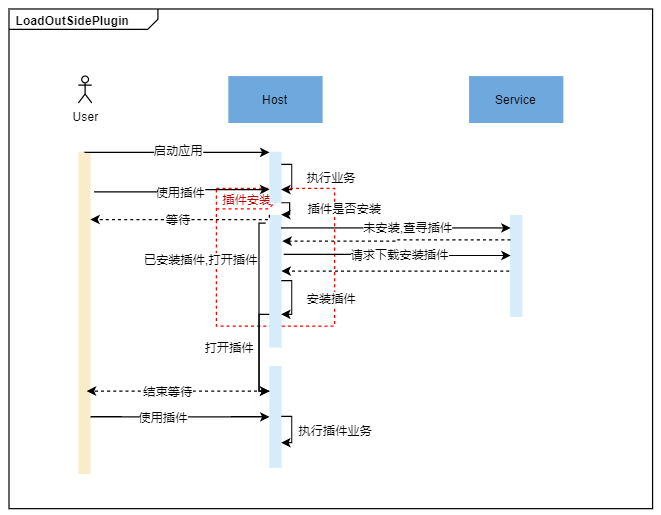 LoadOutSidePlugin
User
Host
Service
启动应用
执行业务
使用插件
插件安装
插件是否安装
等待
未安装,查寻插件
已安装插件,打开插件
请求下载安装插件
安装插件
打开插件
结束等待
使用插件
执行插件业务